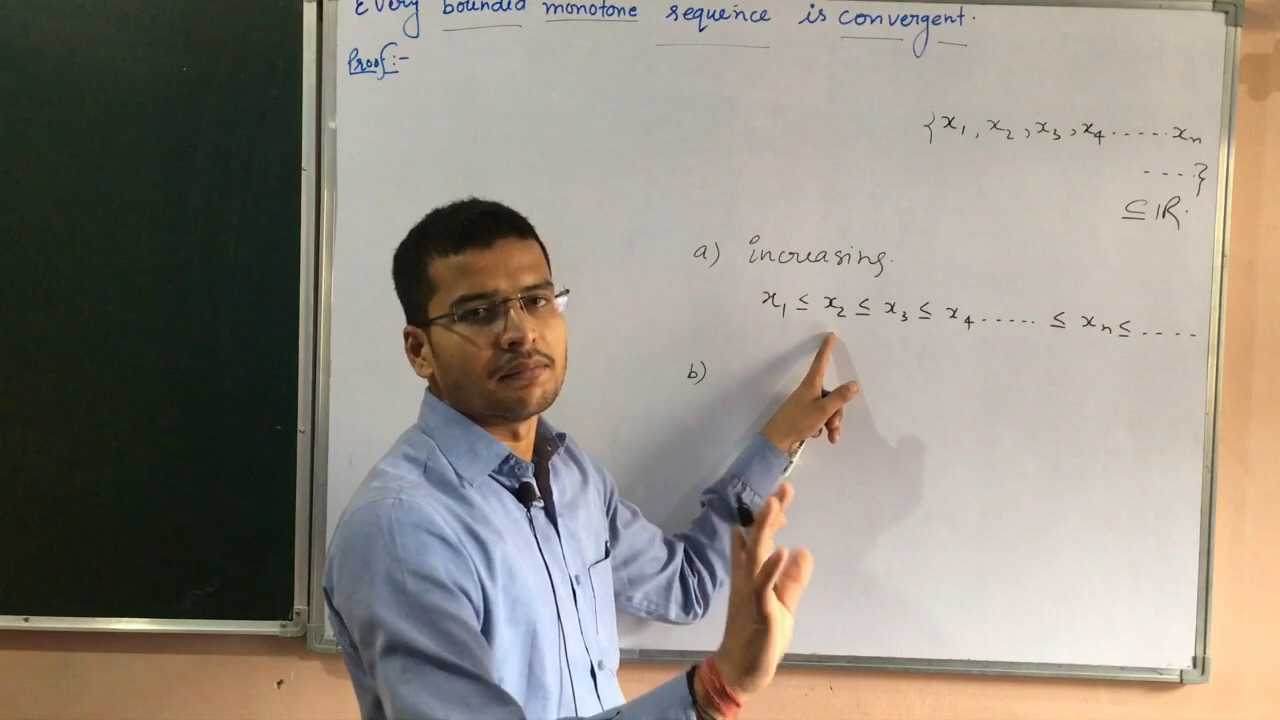 Every bounded monotone sequence is convergent.
Proof:-
{x₁, x₂, x₃, x₄ ...... xₙ
....}
⊆ ℝ.
a) increasing.
x₁ ≤ x₂ ≤ x₃ ≤ x₄ ...... ≤ xₙ ≤ ....
b)